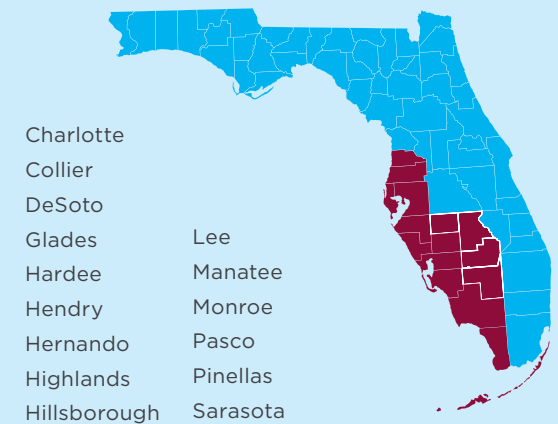 Charlotte
Collier
DeSoto
Glades
Hardee
Hendry
Hernando
Highlands
Hillsborough
Lee
Manatee
Monroe
Pasco
Pinellas
Sarasota